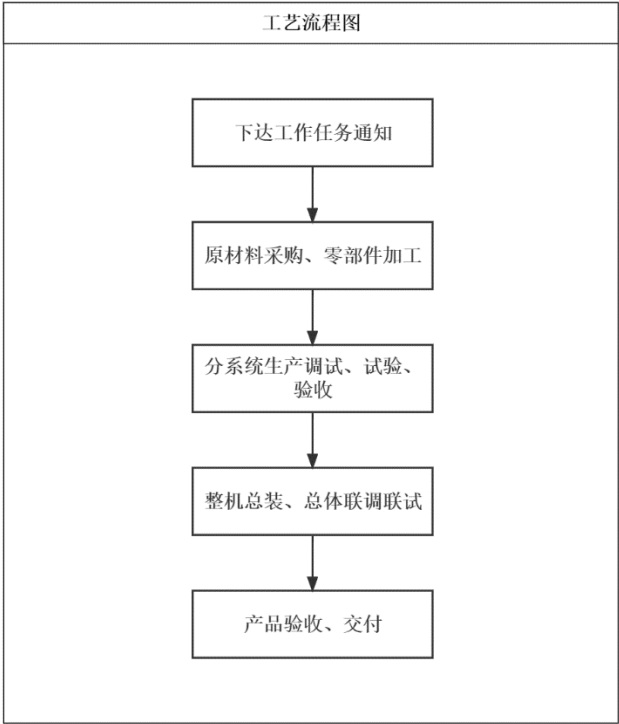 工艺流程图
下达工作任务通知
原材料采购、零部件加工
分系统生产调试、试验、
验收
整机总装、总体联调联试
产品验收、交付